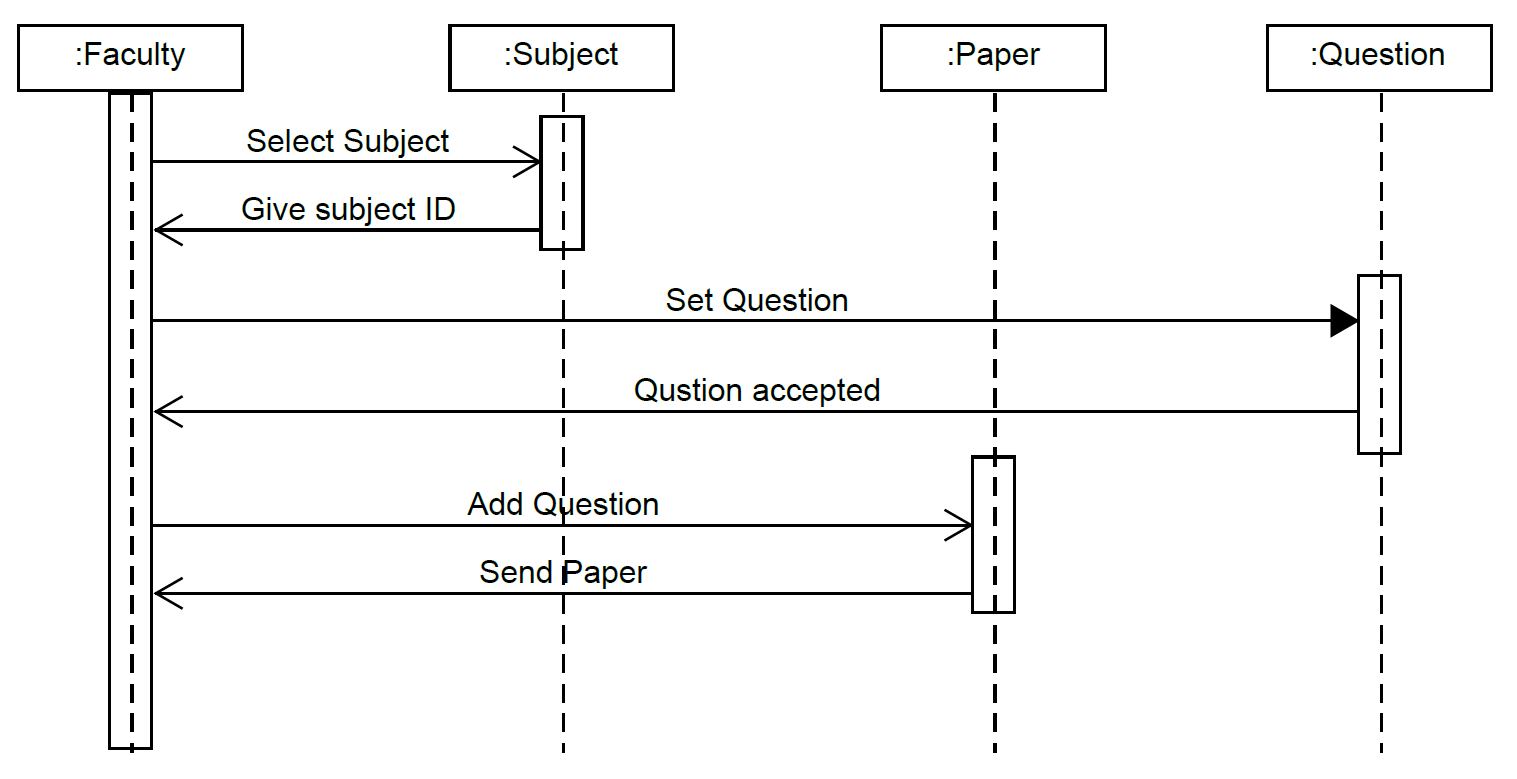 :Faculty
:Subject
:Paper
:Question
Select Subject
Give subject ID
Set Question
Qustion accepted
Add Question
Send Paper